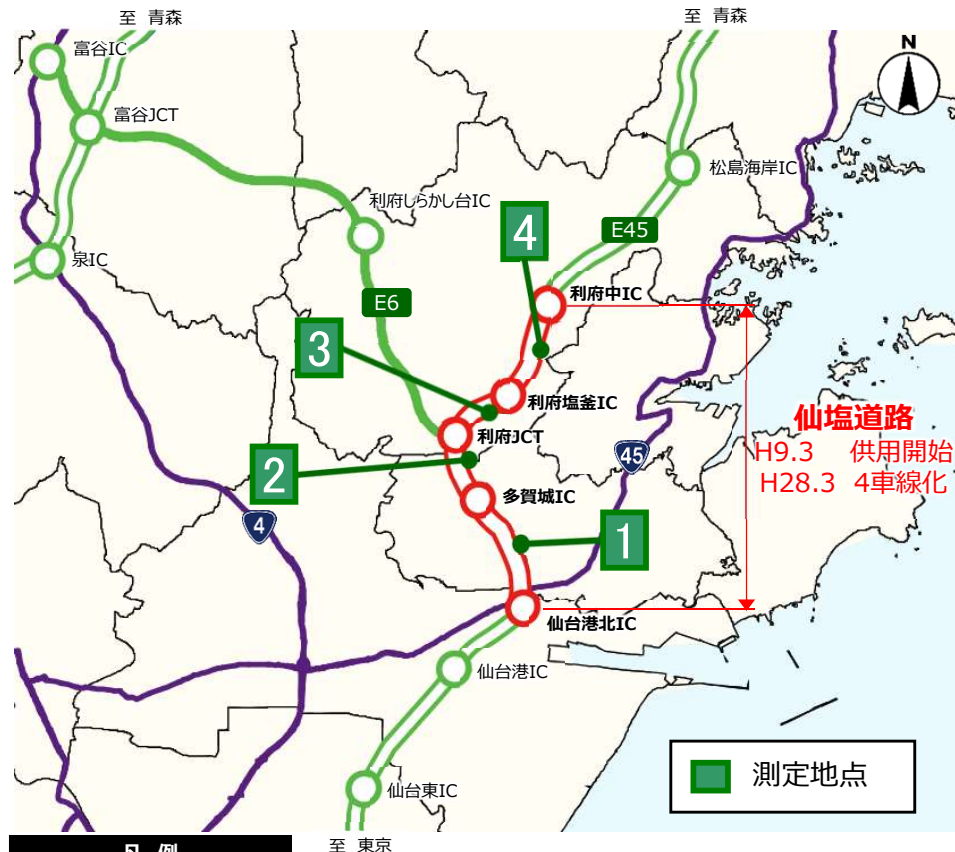 至 青森
至 青森
富谷IC
N
富谷JCT
松島海岸IC
利府しらかし台IC
4
E45
泉IC
利府中IC
E6
3
利府塩釜IC
仙塩道路
H9.3 供用開始
H28.3 4車線化
利府JCT
45
2
多賀城IC
4
1
仙台港北IC
仙台港IC
測定地点
仙台東IC
凡 例
至 東京